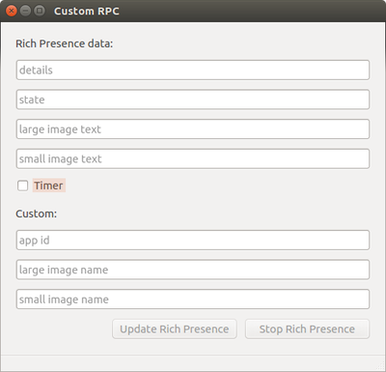 Custom RPC
Rich Presence data:
details
state
large image text
small image text
Timer
Custom:
app id
large image name
small image name
Update Rich Presence Stop Rich Presence